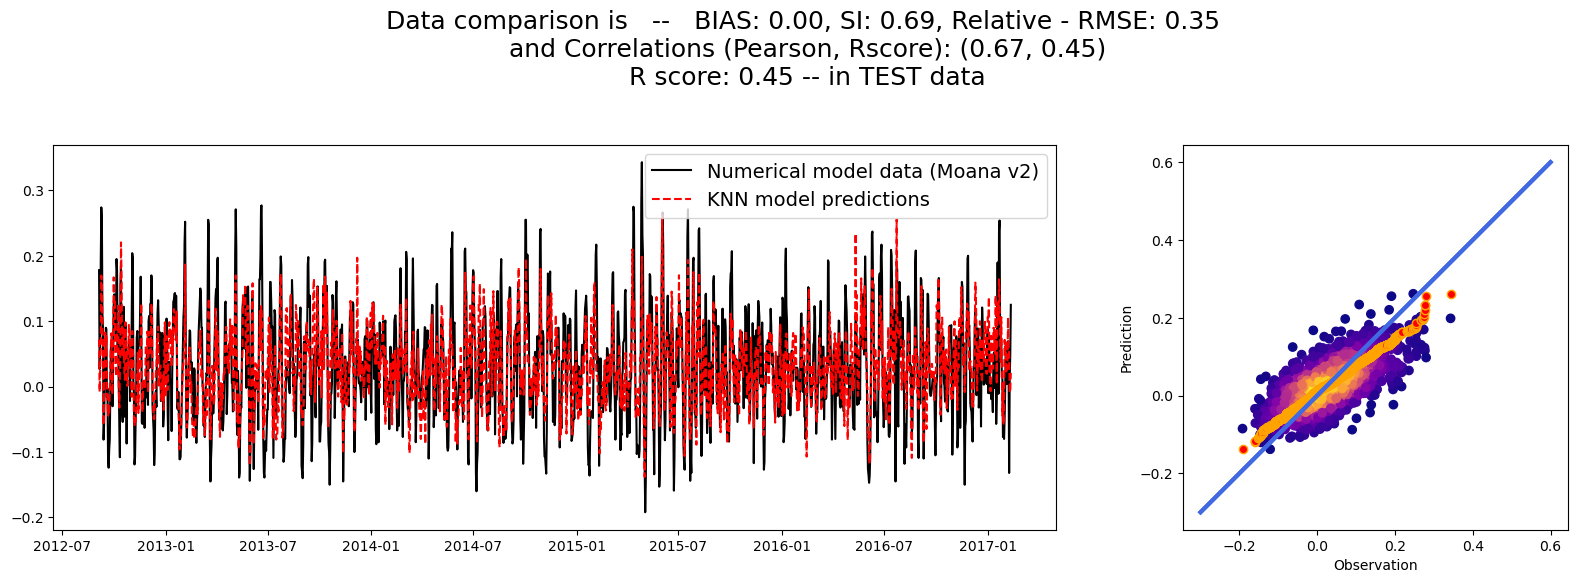 Data comparison is -- BIAS: 0.00, SI: 0.69, Relative - RMSE: 0.35
and Correlations (Pearson, Rscore): (0.67, 0.45)
R score: 0.45 -- in TEST data
0.3
0.2
0.1
0.0
−0.1
−0.2
Numerical model data (Moana v2)
KNN model predictions
2012-07 2013-01 2013-07 2014-01 2014-07 2015-01 2015-07 2016-01 2016-07 2017-01
Prediction
0.6
0.4
0.2
0.0
−0.2
−0.2 0.0 0.2 0.4 0.6
Observation